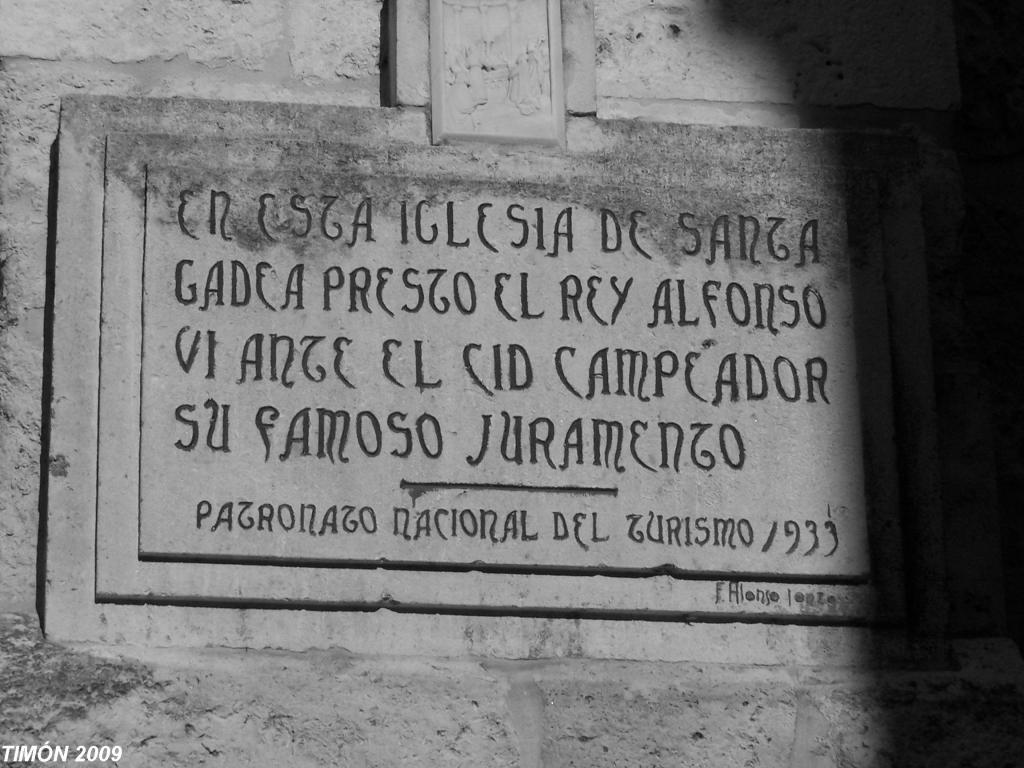 EN ESTA IGLESIA DE SANTA
GADEA PRESTO EL REY ALFONSO
VI ANTE EL CID CAMPEADOR
SU FAMOSO JURAMENTO
PATRONATO NACIONAL DEL TURISMO 1933
F. Alonso
TIMÓN 2009